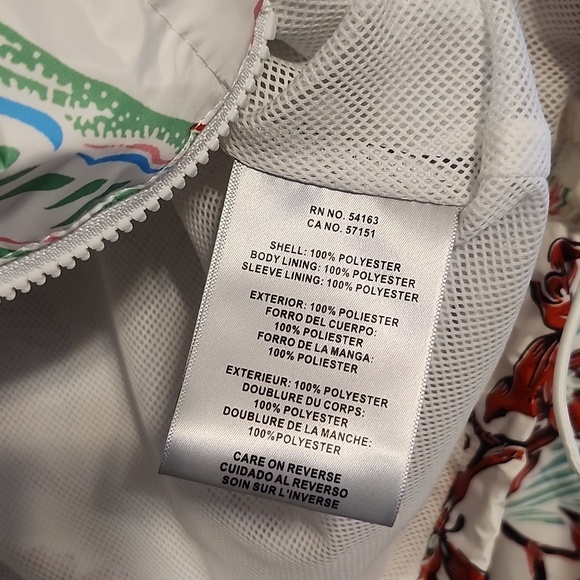 RN NO. 54163
CA NO. 57151
SHELL: 100% POLYESTER
BODY LINING: 100% POLYESTER
SLEEVE LINING: 100% POLYESTER
EXTERIOR: 100% POLIESTER
FORRO DEL CUERPO:
100% POLIESTER
FORRO DE LA MANGA:
100% POLIESTER
EXTERIEUR: 100% POLYESTER
DOUBLURE DU CORPS:
100% POLYESTER
DOUBLURE DE LA MANCHE:
100%POLYESTER
CARE ON REVERSE
CUIDADO AL REVERSO
SOIN SUR L'INVERSE